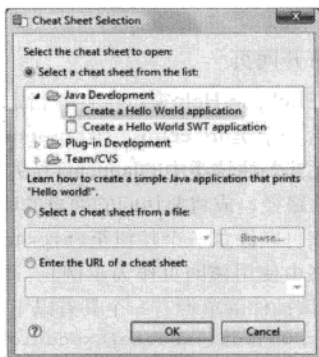 Cheat Sheet Selection
Select the cheat sheet to open:
Select a cheat sheet from the list:
Java Development
Create a Hello World application
Create a Hello World SWT application
Plug-in Development
Team/CVS
Learn how to create a simple Java application that prints
"Hello world!".
Select a cheat sheet from a file:
Browse...
Enter the URL of a cheat sheet:
?
OK
Cancel